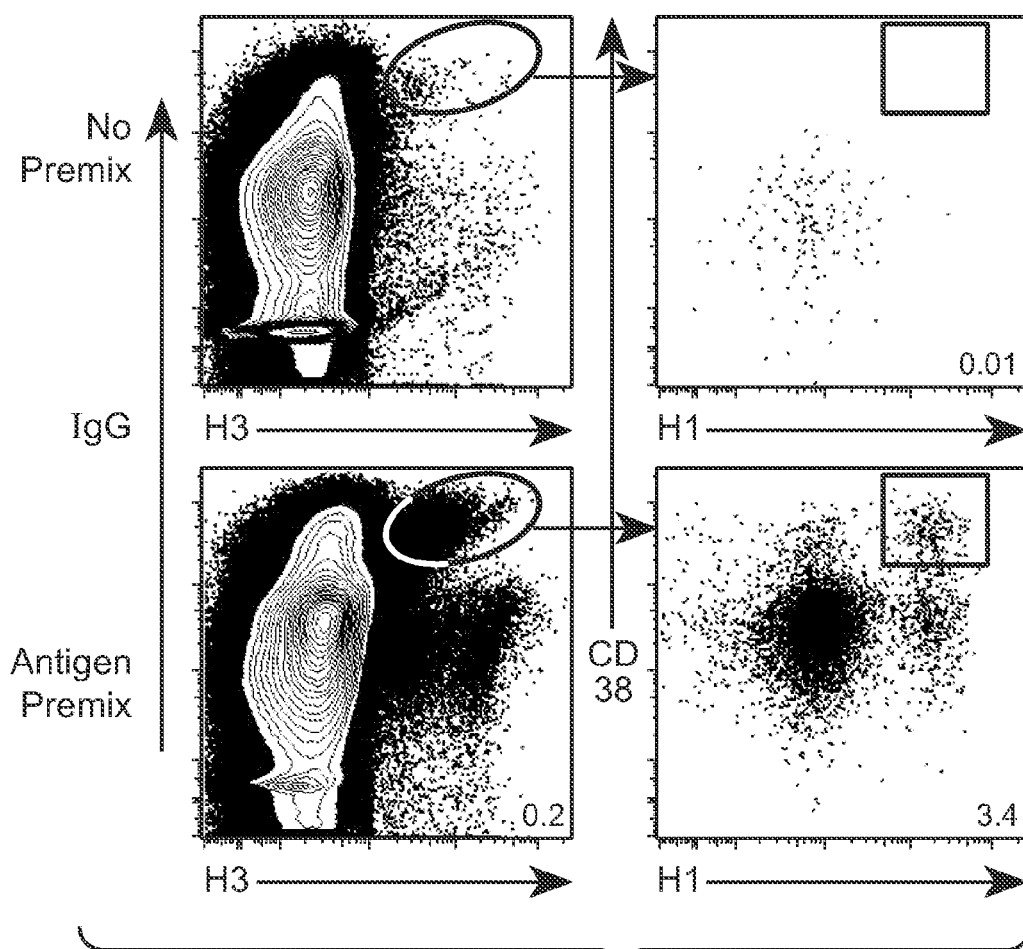 No
Premix
0.01
IgG
H3
H1
Antigen
Premix
CD
38
0.2
3.4
H3
H1